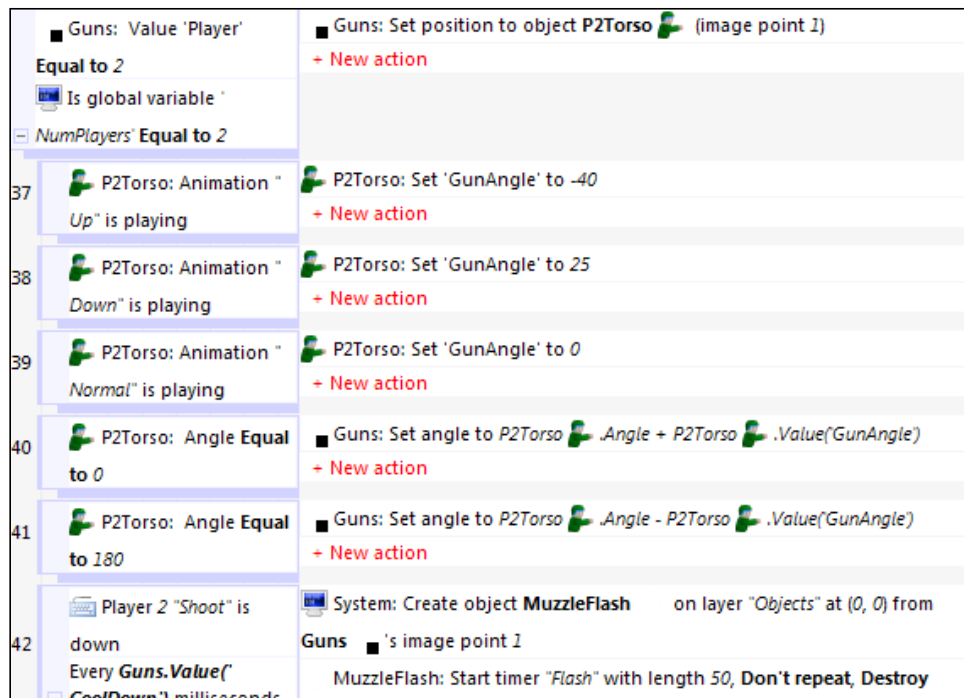 Guns: Value 'Player'
Equal to 2
Is global variable '
NumPlayers' Equal to 2
Guns: Set position to object P2Torso (image point 1)
+ New action
37
P2Torso: Animation "
Up" is playing
P2Torso: Set 'GunAngle' to -40
+ New action
38
P2Torso: Animation "
Down" is playing
P2Torso: Set 'GunAngle' to 25
+ New action
39
P2Torso: Animation "
Normal" is playing
P2Torso: Set 'GunAngle' to 0
+ New action
40
P2Torso: Angle Equal
to 0
Guns: Set angle to P2Torso .Angle + P2Torso .Value('GunAngle')
+ New action
41
P2Torso: Angle Equal
to 180
Guns: Set angle to P2Torso .Angle - P2Torso .Value('GunAngle')
+ New action
42
Player 2 "Shoot" is
down
Every Guns.Value('
CoolDown') milliseconds
System: Create object MuzzleFlash on layer "Objects" at (0, 0) from
Guns 's image point 1
MuzzleFlash: Start timer "Flash" with length 50, Don't repeat, Destroy